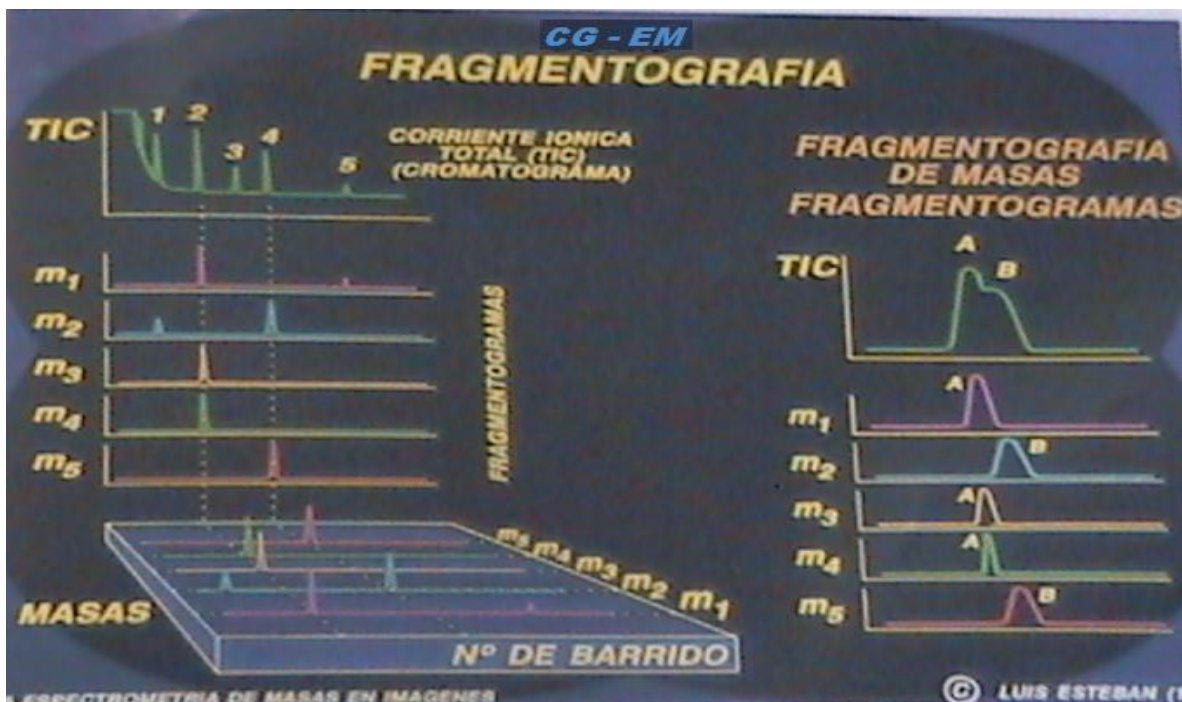 CG - EM
FRAGMENTOGRAFIA
TIC
1 2 3 4 5
CORRIENTE IONICA
TOTAL (TIC)
(CROMATOGRAMA)
m1
m2
m3
m4
m5
FRAGMENTOGRAMAS
m5 m4 m3 m2 m1
MASAS
Nº DE BARRIDO
FRAGMENTOGRAFIA
DE MASAS
FRAGMENTOGRAMAS
TIC
A
B
m1
A
m2
B
m3
A
m4
A
m5
B
ESPECTROMETRIA DE MASAS EN IMAGENES
© LUIS ESTEBAN (1